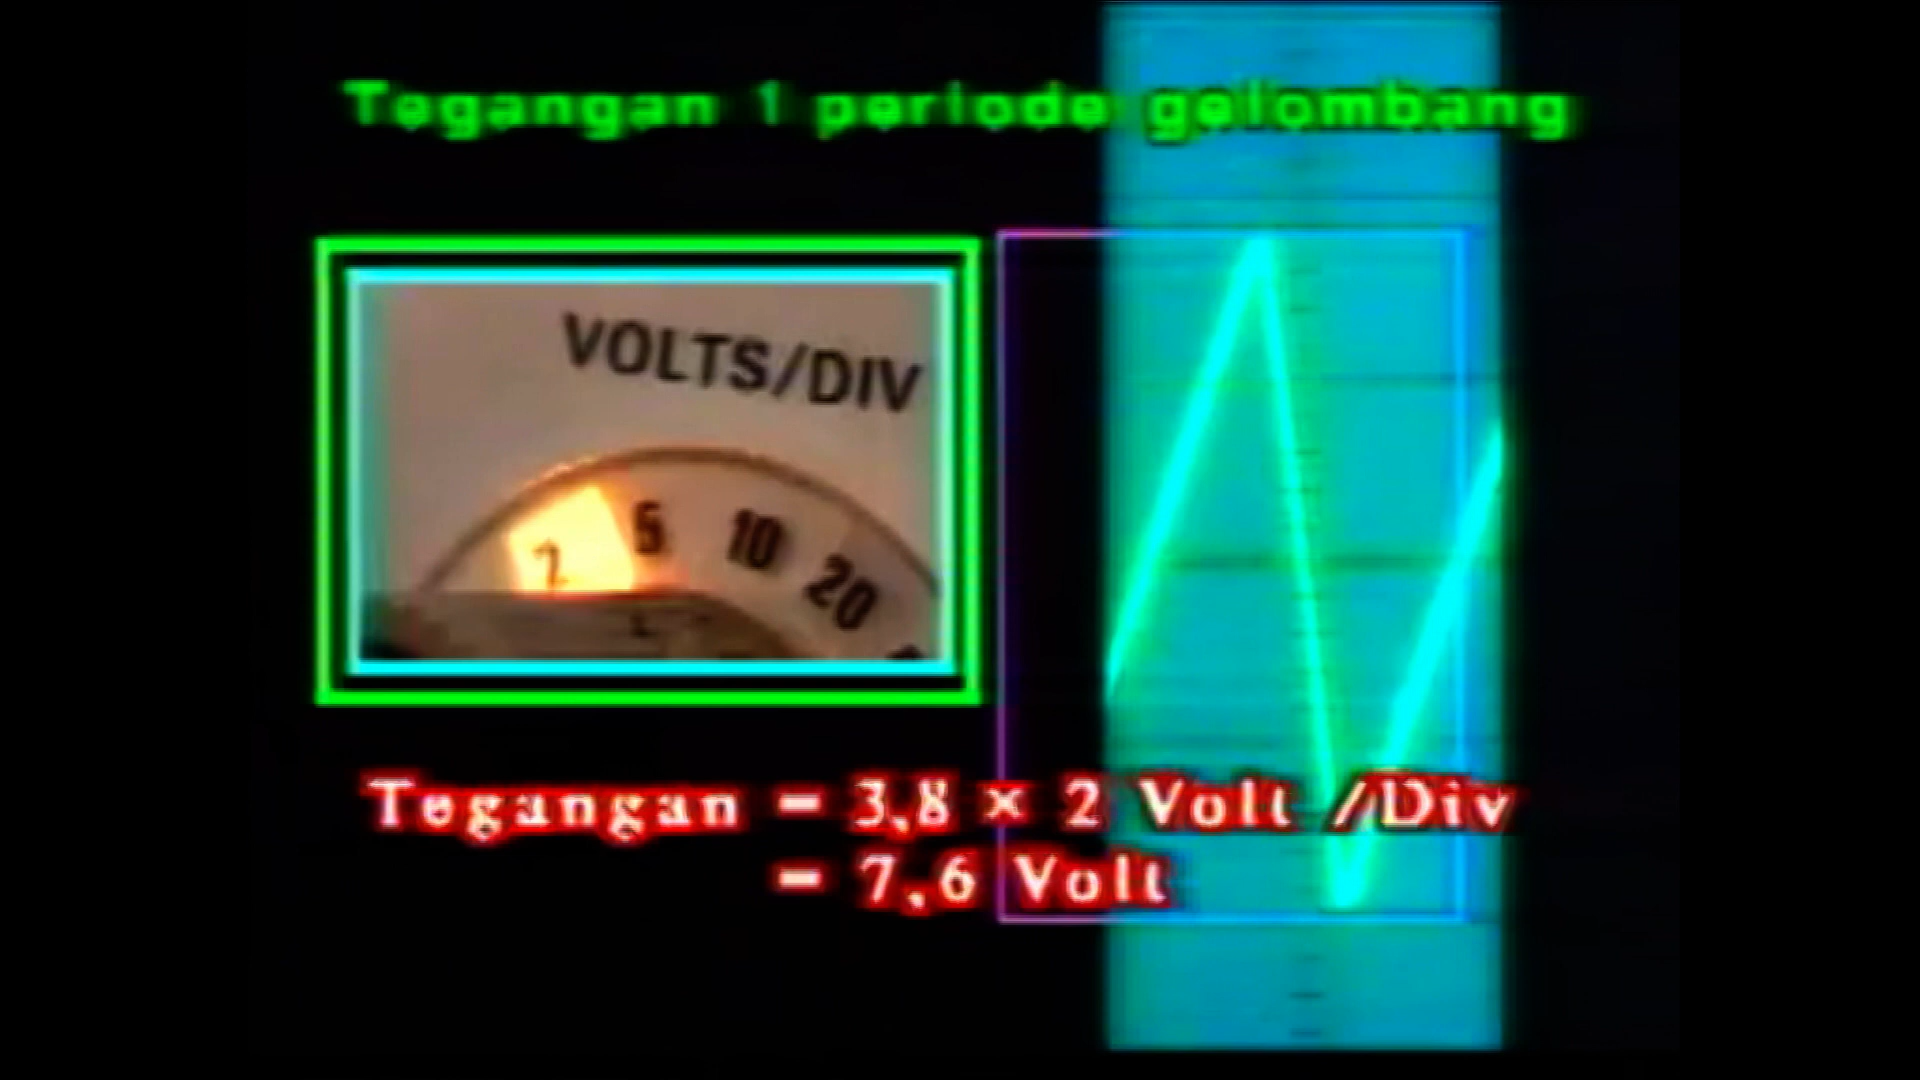 Tegangan 1 periode gelombang
VOLTS/DIV
2 5 10 20
Tegangan = 3,8 × 2 Volt /Div
= 7,6 Volt